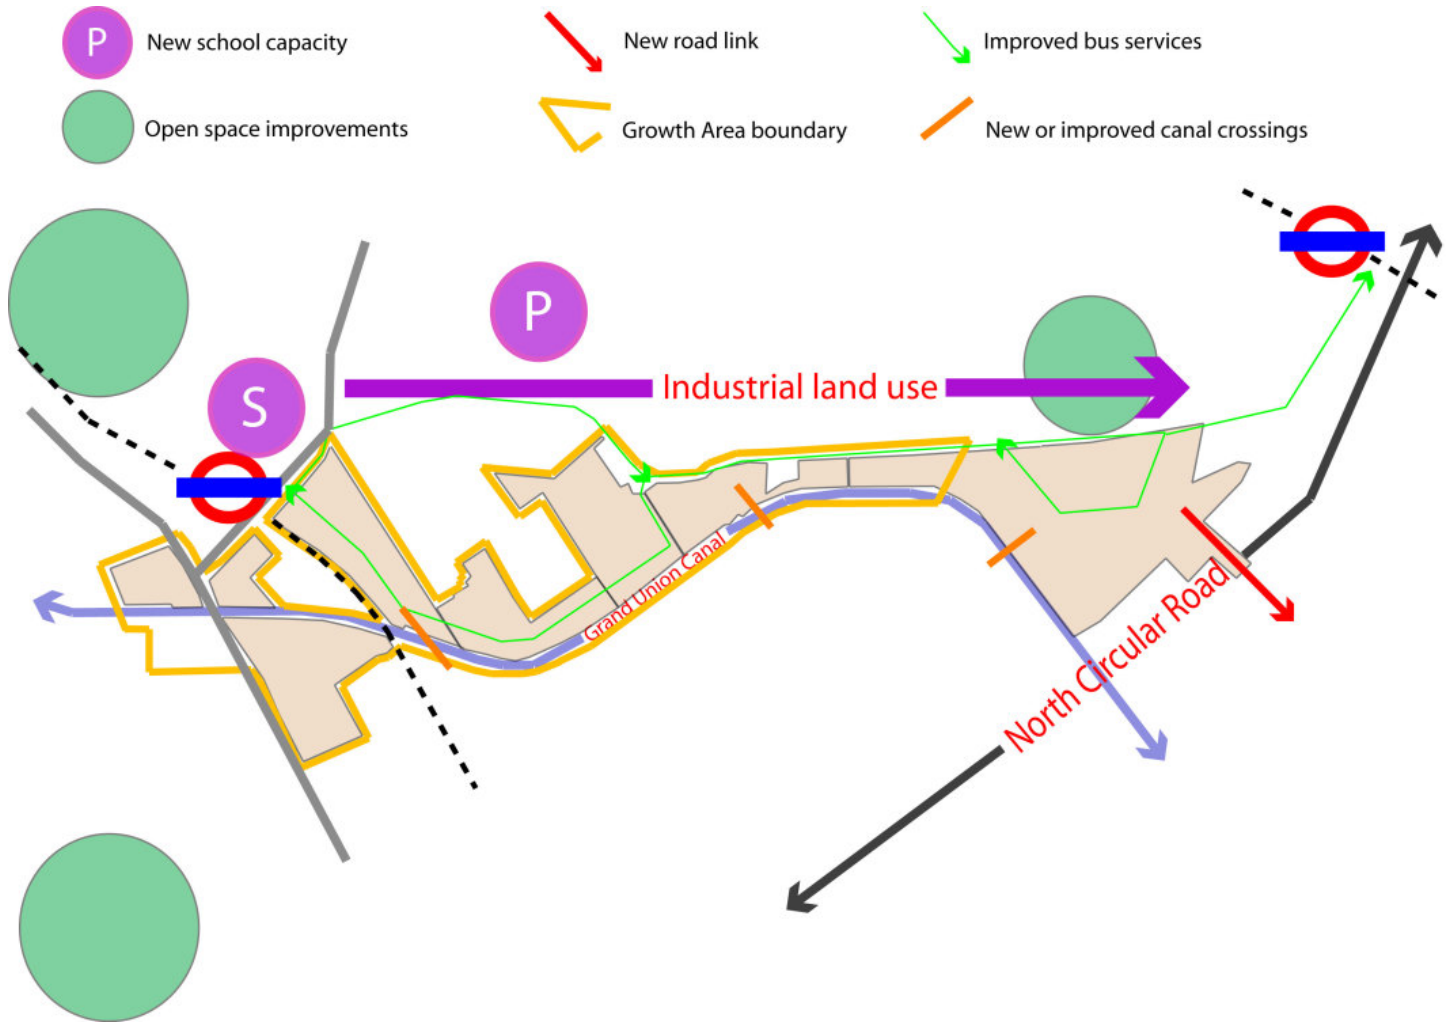 P New school capacity
New road link
Improved bus services
Open space improvements
Growth Area boundary
New or improved canal crossings
P
S
Industrial land use
Grand Union Canal
North Circular Road